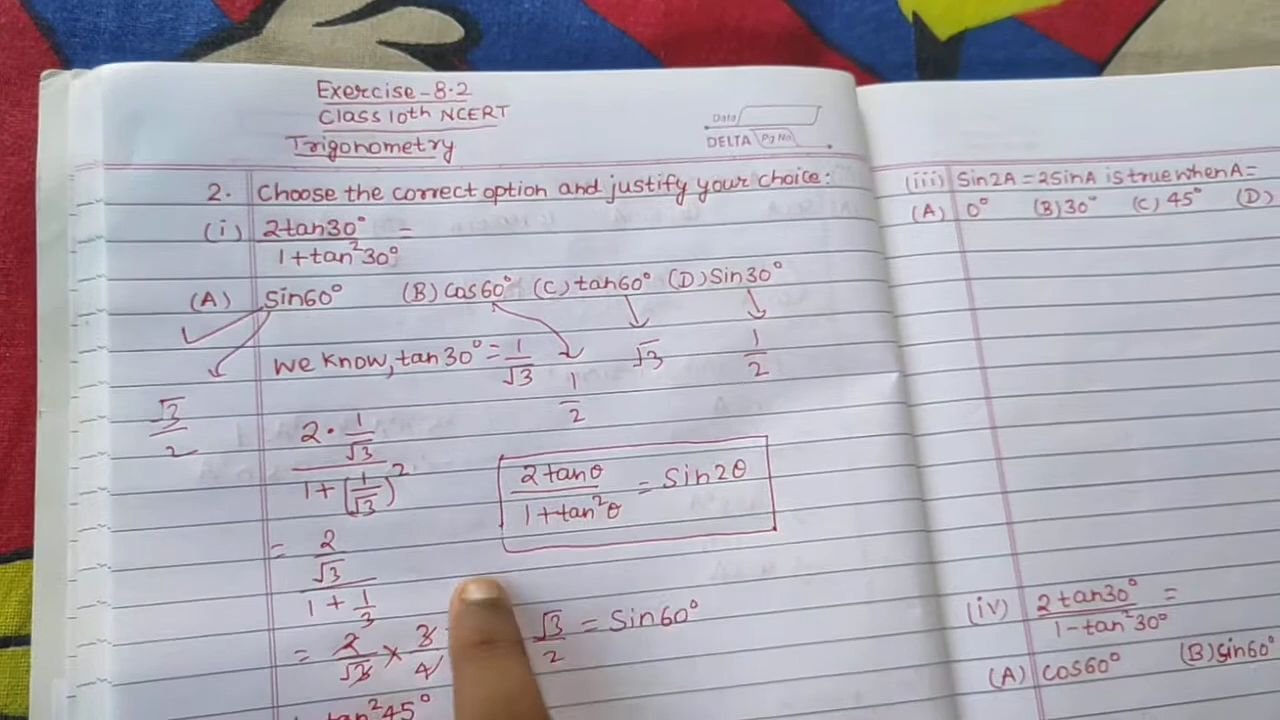 Exercise-8.2
Class 10th NCERT
Trigonometry
Date
DELTA Pg No
2. Choose the correct option and justify your choice:
(i) 2tan30° =
1+tan²30°
(A) sin60° (B) cos60° (C) tan60° (D) Sin30°
we know, tan30° = 1/√3
1/2
√3
1/2
√3/2
2·1/√3
1+(1/√3)²
2tanθ/1+tan²θ = Sin2θ
= 2/√3
1+1/3
= 2/√3 × 3/4 √3/2 = Sin60°
tan²45°
(iii) Sin2A = 2SinA is true when A =
(A) 0° (B) 30° (C) 45° (D)
(iv) 2tan30° =
1-tan²30°
(A) cos60° (B) sin60°